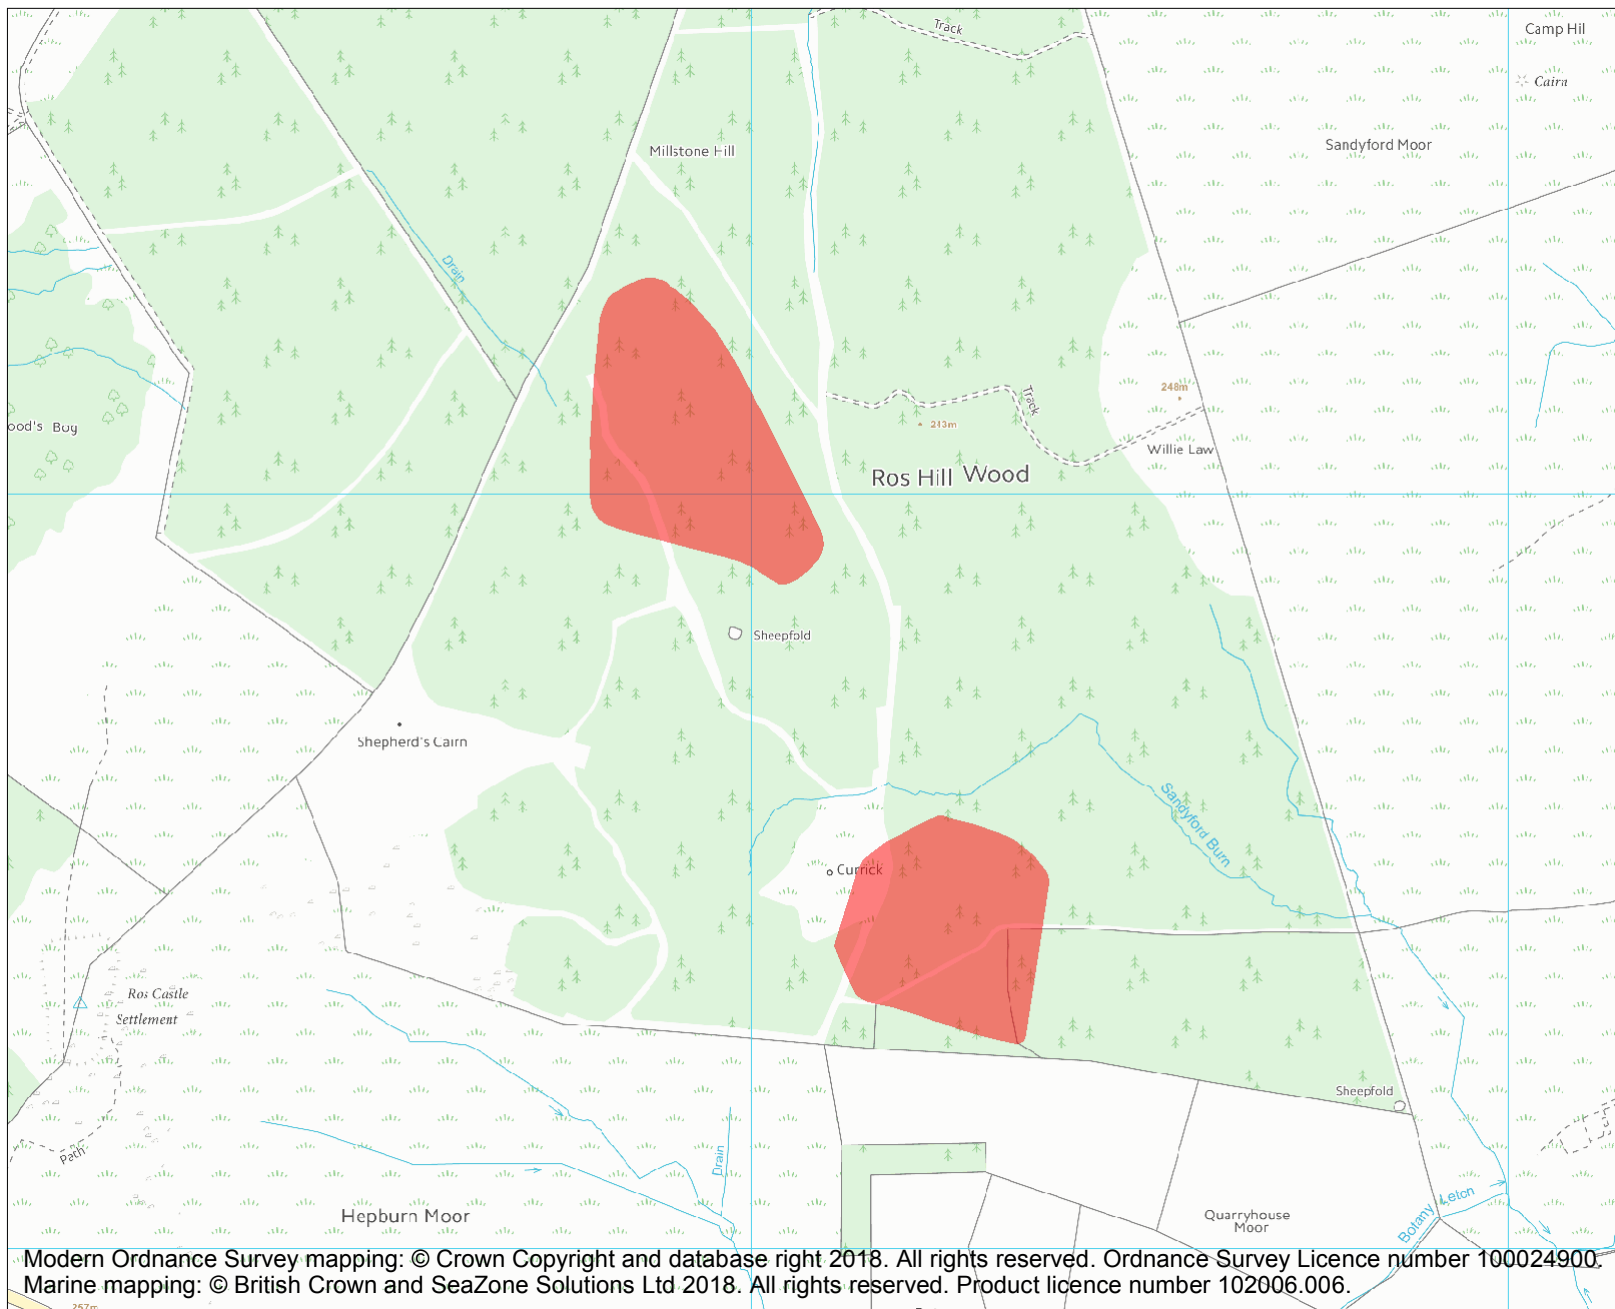 Track
Camp Hil
Cairn
Sandyford Moor
Millstone Hill
Drain
Track
248m
213m
ood's Bog
Willie Law
Ros Hill Wood
Sheepfold
Shepherd's Cairn
Sandyford Burn
Currick
Ros Castle
Settlement
Sheepfold
Path
Drain
Hepburn Moor
Quarryhouse
Moor
Botany Letch
Modern Ordnance Survey mapping: © Crown Copyright and database right 2018. All rights reserved. Ordnance Survey Licence number 100024900.
Marine mapping: © British Crown and SeaZone Solutions Ltd 2018. All rights reserved. Product licence number 102006.006.
257m